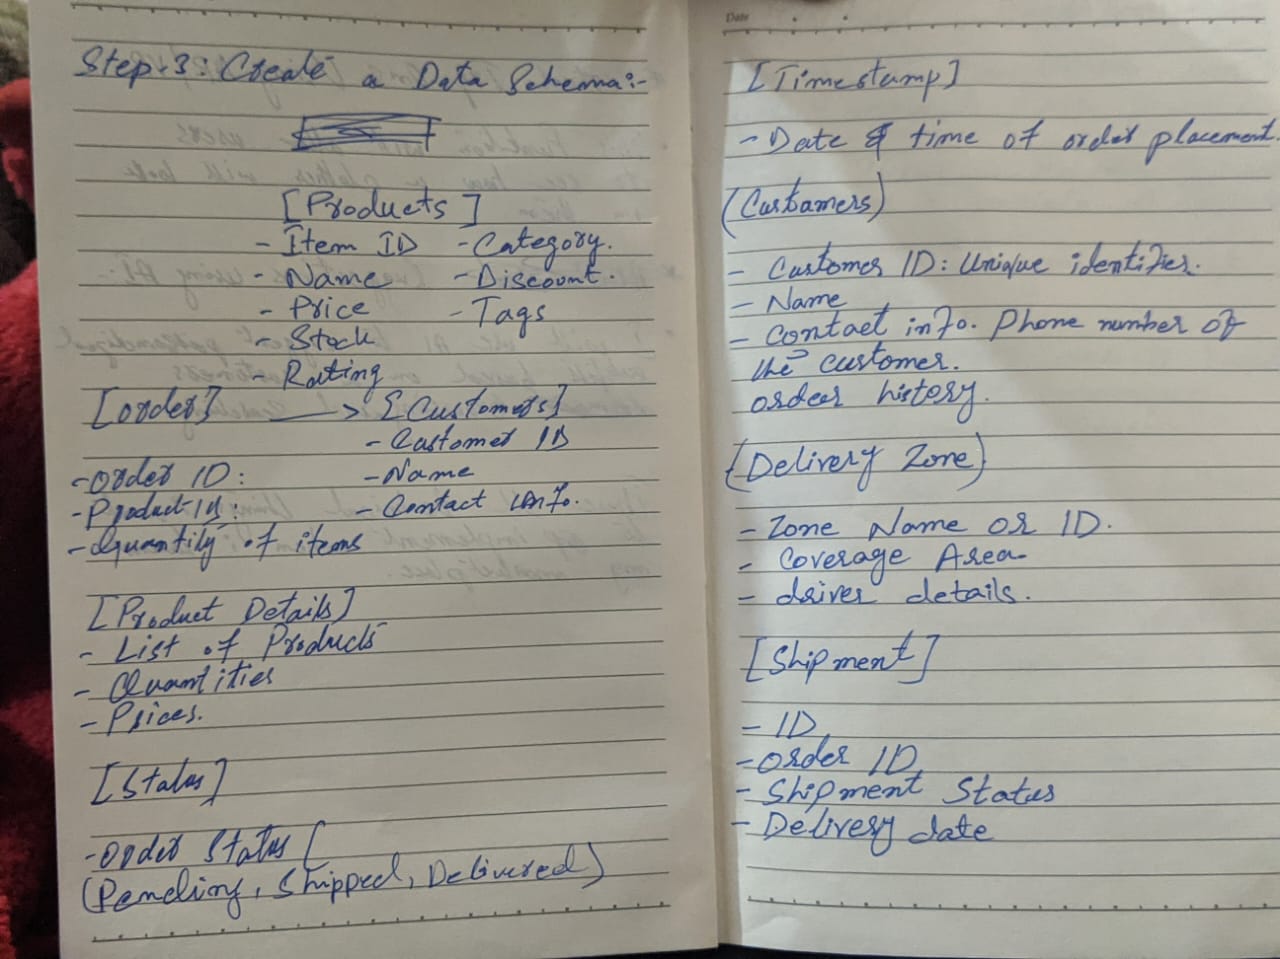 Step.3: Create a Data Schema:-
[Products]
- Item ID - Category.
- Name - Discount.
- Price - Tags
- Stock
- Rating
[order] → [Customers]
- Customer ID
- Order ID: - Name
- Product Id: - Contact Info.
- Quantity of items
[Product Details]
- List of Products
- Quantities
- Prices.
[Status]
- Order Status (
(Pending, Shipped, Delivered)
Date
[Timestamp]
- Date & time of order placement.
(Customers)
- Customer ID: Unique identifier.
- Name
- Contact info. Phone number of
the customer.
order history.
(Delivery Zone)
- Zone Name or ID.
- Coverage Area
- driver details.
[Shipment]
- ID
- Order ID
- Shipment Status
- Delivery date